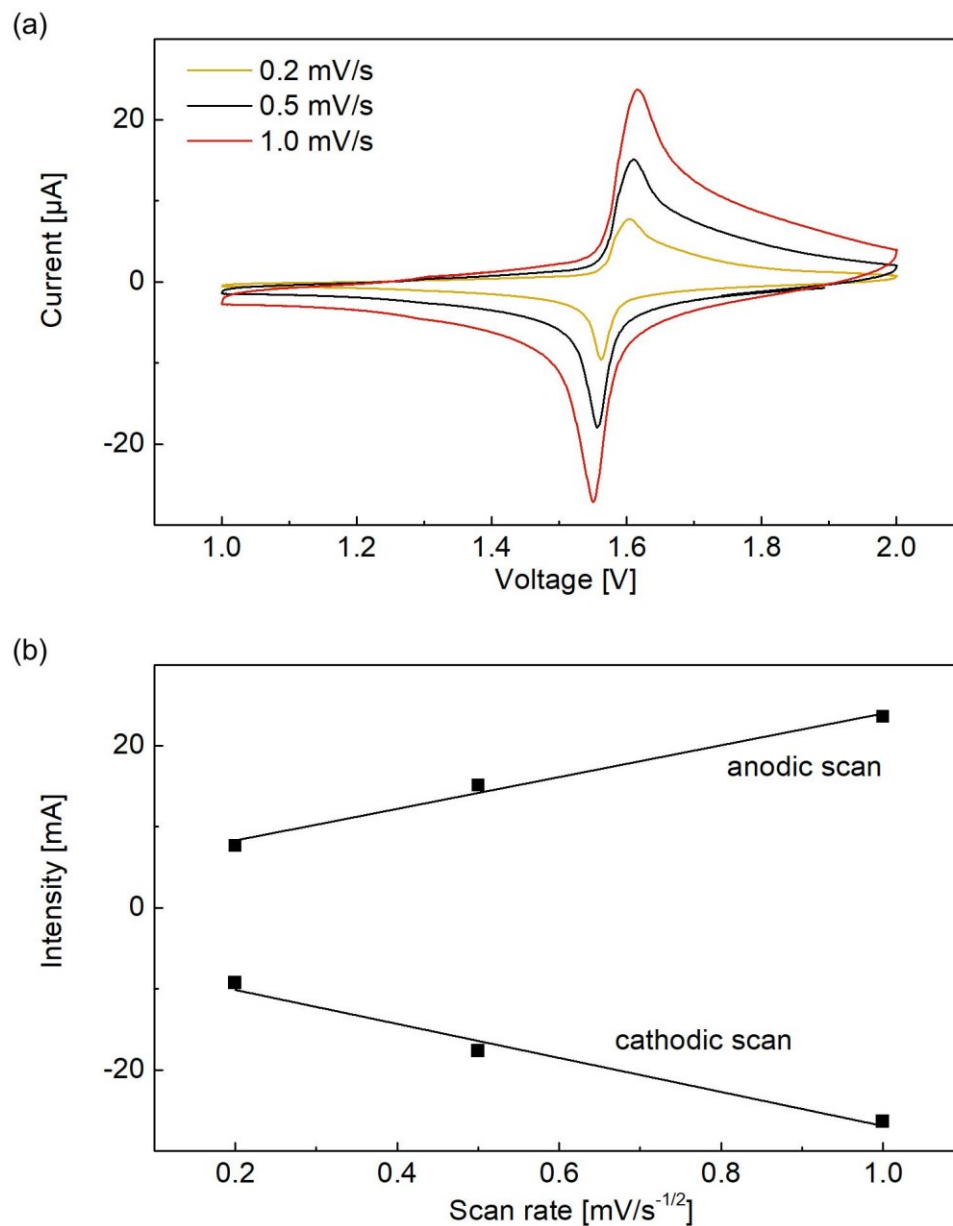 (a)
0.2 mV/s
0.5 mV/s
1.0 mV/s
20
0
-20
Current [µA]
1.0 1.2 1.4 1.6 1.8 2.0
Voltage [V]
(b)
20
0
-20
Intensity [mA]
anodic scan
cathodic scan
0.2 0.4 0.6 0.8 1.0
Scan rate [mV/s-1/2]